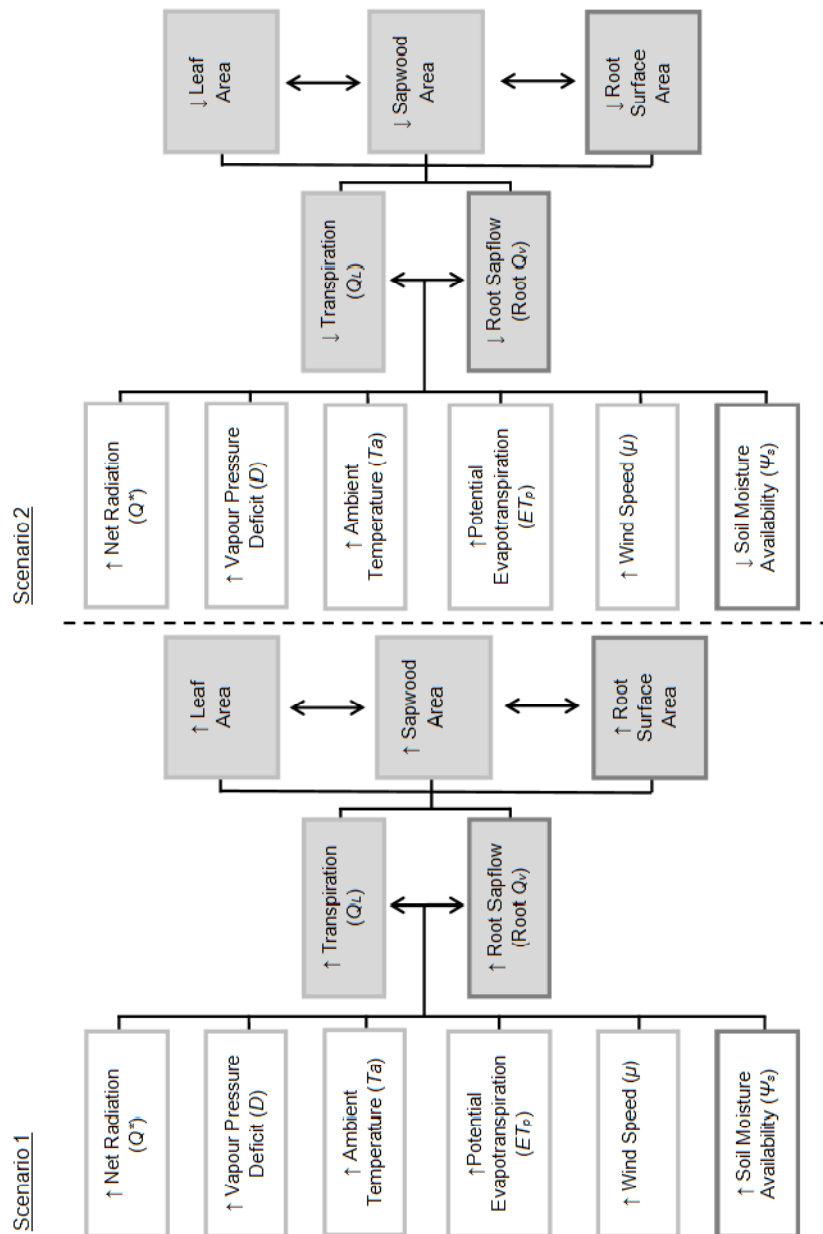 Scenario 1
↑ Net Radiation
(Q*)
↑ Vapour Pressure
Deficit (D)
↑ Ambient
Temperature (Ta)
↑Potential
Evapotranspiration
(ETp)
↑ Wind Speed (µ)
↑ Soil Moisture
Availability (Ψs)
↑ Transpiration
(QL)
↑ Root Sapflow
(Root Qv)
↑ Leaf
Area
↑ Sapwood
Area
↑ Root
Surface
Area
Scenario 2
↑ Net Radiation
(Q*)
↑ Vapour Pressure
Deficit (D)
↑ Ambient
Temperature (Ta)
↑Potential
Evapotranspiration
(ETp)
↑ Wind Speed (µ)
↓ Soil Moisture
Availability (Ψs)
↓ Transpiration
(QL)
↓ Root Sapflow
(Root Qv)
↓ Leaf
Area
↓ Sapwood
Area
↓ Root
Surface
Area